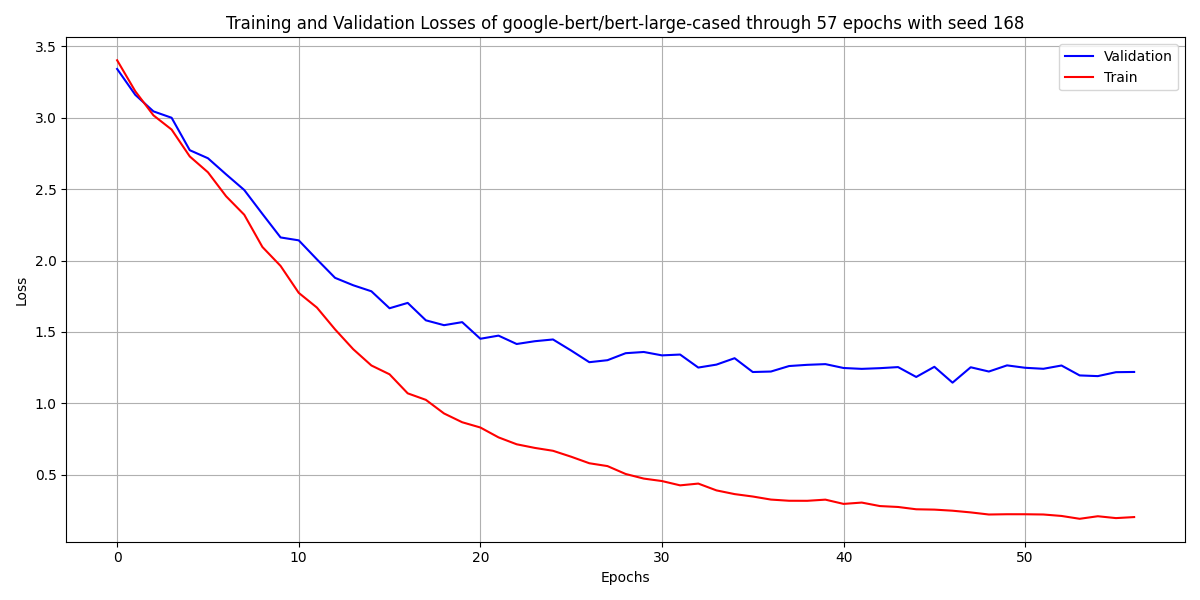 Training and Validation Losses of google-bert/bert-large-cased through 57 epochs with seed 168
Validation
Train
3.5
3.0
2.5
2.0
1.5
1.0
0.5
Loss
0 10 20 30 40 50
Epochs